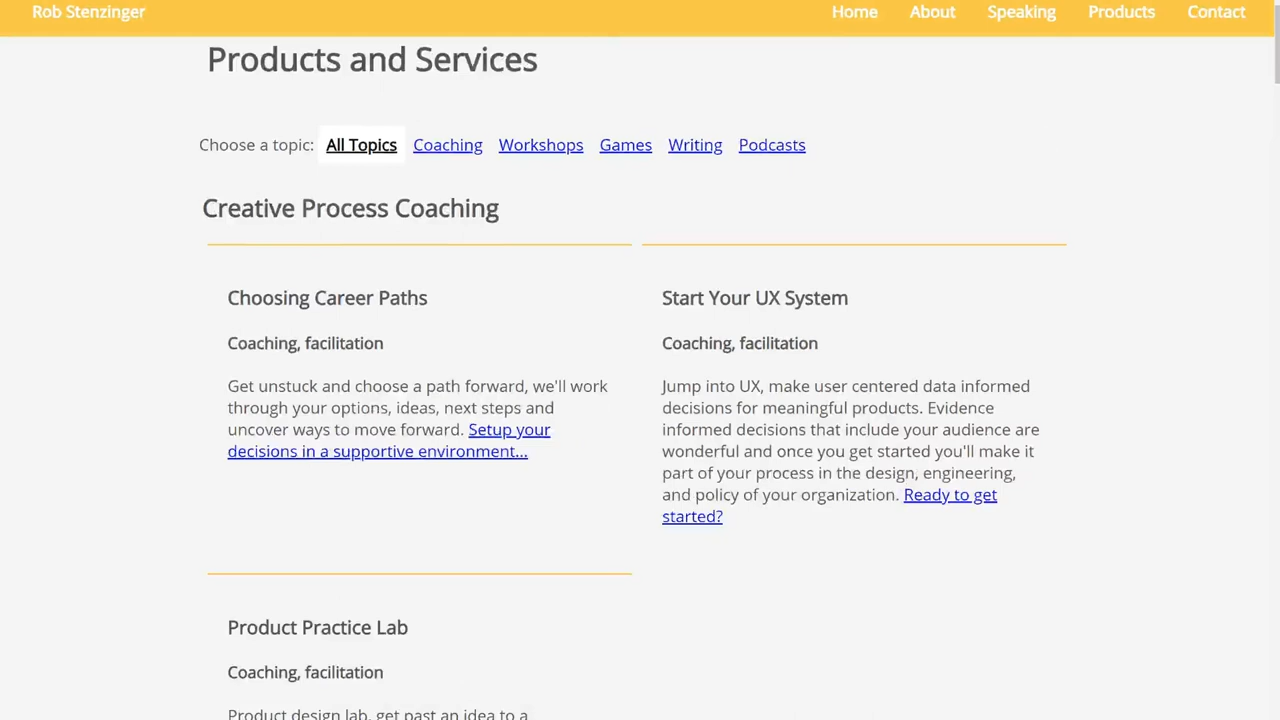 Rob Stenzinger Home About Speaking Products Contact
Products and Services
Choose a topic: All Topics Coaching Workshops Games Writing Podcasts
Creative Process Coaching
Choosing Career Paths
Coaching, facilitation
Get unstuck and choose a path forward, we'll work
through your options, ideas, next steps and
uncover ways to move forward. Setup your
decisions in a supportive environment...
Start Your UX System
Coaching, facilitation
Jump into UX, make user centered data informed
decisions for meaningful products. Evidence
informed decisions that include your audience are
wonderful and once you get started you'll make it
part of your process in the design, engineering,
and policy of your organization. Ready to get
started?
Product Practice Lab
Coaching, facilitation
Product design lab, get past an idea to a